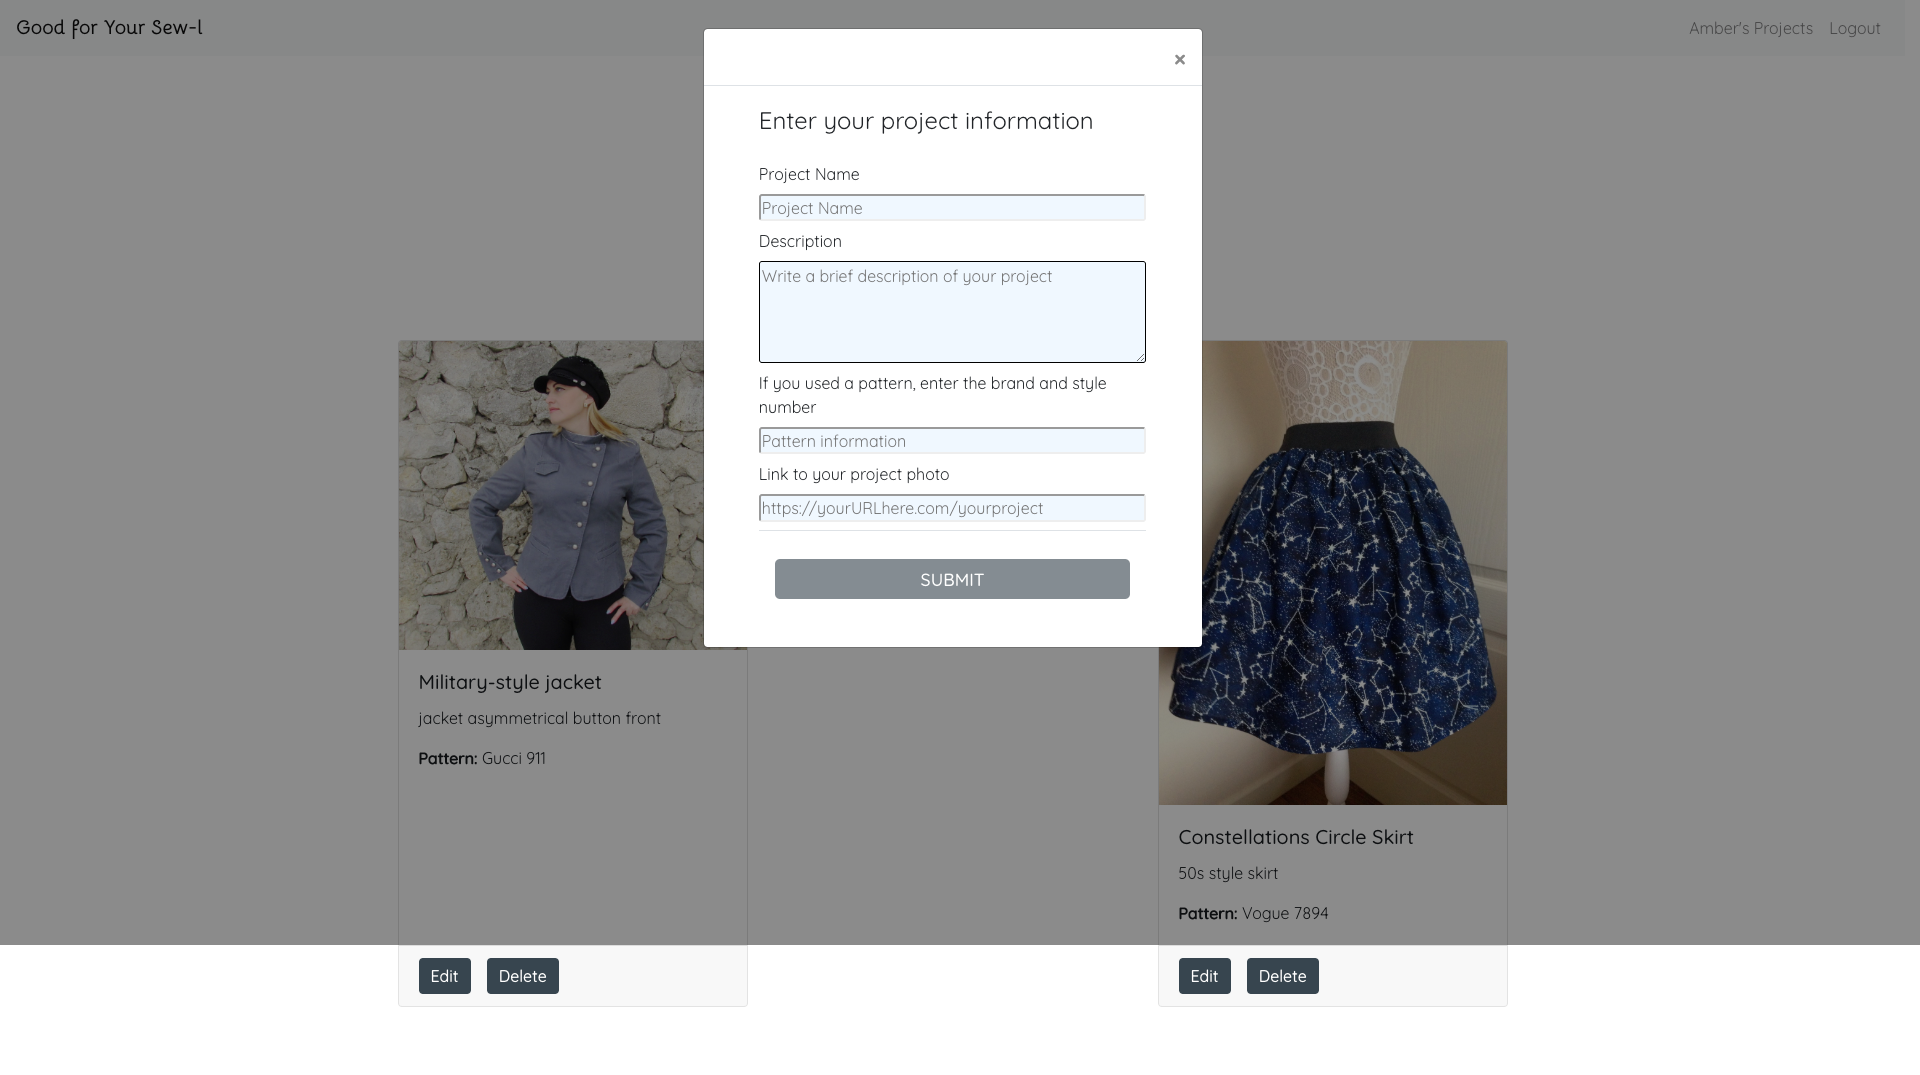 Good for Your Sew-l
Amber's Projects
Logout
×
Enter your project information
Project Name
Project Name
Description
Write a brief description of your project
If you used a pattern, enter the brand and style
number
Pattern information
Link to your project photo
https://yourURLhere.com/yourproject
SUBMIT
Military-style jacket
jacket asymmetrical button front
Pattern: Gucci 911
Edit
Delete
Constellations Circle Skirt
50s style skirt
Pattern: Vogue 7894
Edit
Delete